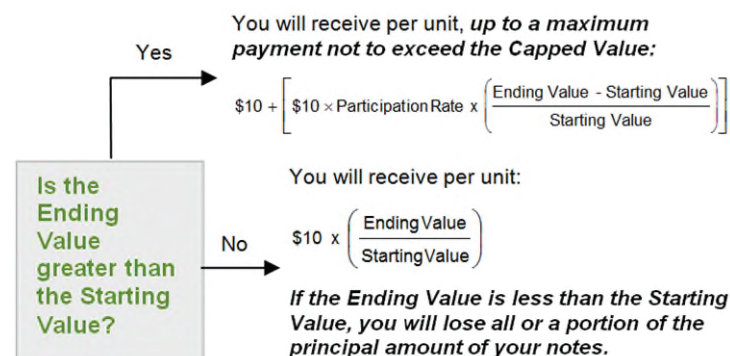 You will receive per unit, up to a maximum
payment not to exceed the Capped Value:
Yes
$10 + [ $10 × Participation Rate x ( Ending Value - Starting Value / Starting Value ) ]
Is the
Ending
Value
greater than
the Starting
Value?
No
You will receive per unit:
$10 x ( Ending Value / Starting Value )
If the Ending Value is less than the Starting
Value, you will lose all or a portion of the
principal amount of your notes.